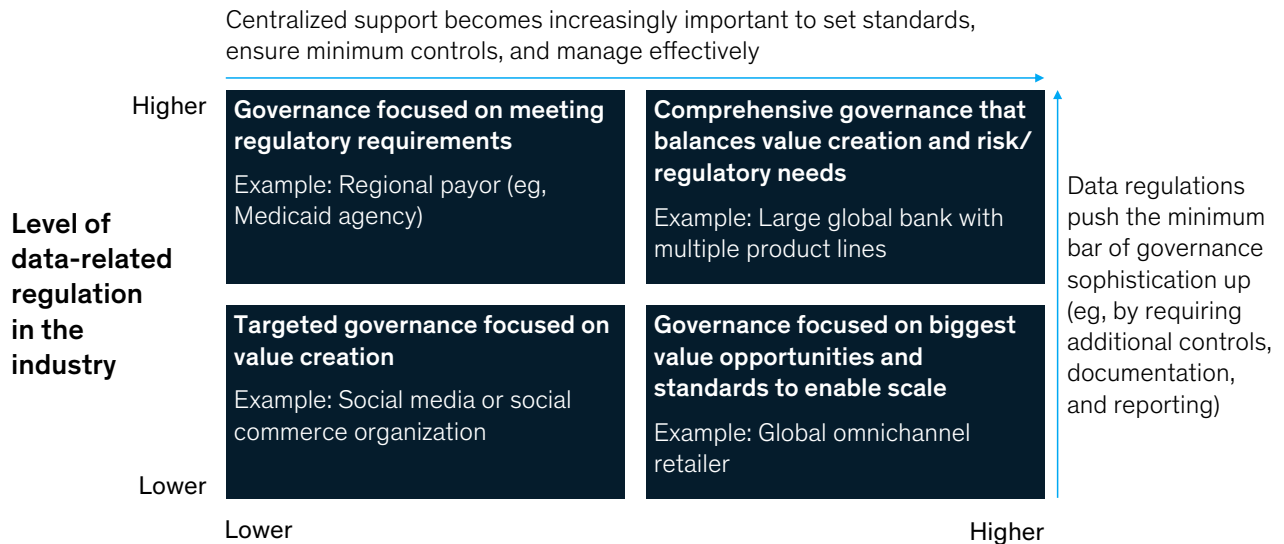 Centralized support becomes increasingly important to set standards,
ensure minimum controls, and manage effectively
Higher
Governance focused on meeting
regulatory requirements
Example: Regional payor (eg,
Medicaid agency)
Comprehensive governance that
balances value creation and risk/
regulatory needs
Example: Large global bank with
multiple product lines
Level of
data-related
regulation
in the
industry
Data regulations
push the minimum
bar of governance
sophistication up
(eg, by requiring
additional controls,
documentation,
and reporting)
Targeted governance focused on
value creation
Example: Social media or social
commerce organization
Governance focused on biggest
value opportunities and
standards to enable scale
Example: Global omnichannel
retailer
Lower
Lower
Higher